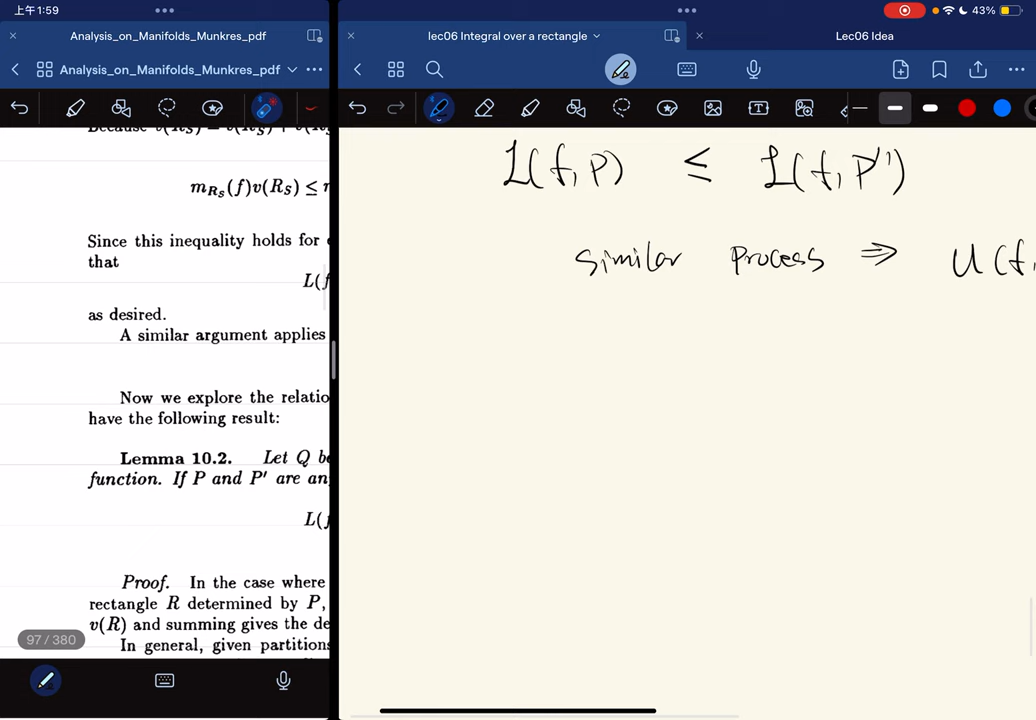 上午1:59
43%
Analysis_on_Manifolds_Munkres_pdf
lec06 Integral over a rectangle
Lec06 Idea
Analysis_on_Manifolds_Munkres_pdf
m_{R_S}(f)v(R_S) ≤
Since this inequality holds for
that
L(f
as desired.
A similar argument applies
Now we explore the relatio
have the following result:
Lemma 10.2. Let Q be
function. If P and P' are an
L(f
Proof. In the case where
rectangle R determined by P,
v(R) and summing gives the de
In general, given partitions
97 / 380
L(f, P) ≤ L(f, P'')
similar process ⇒ U(f,